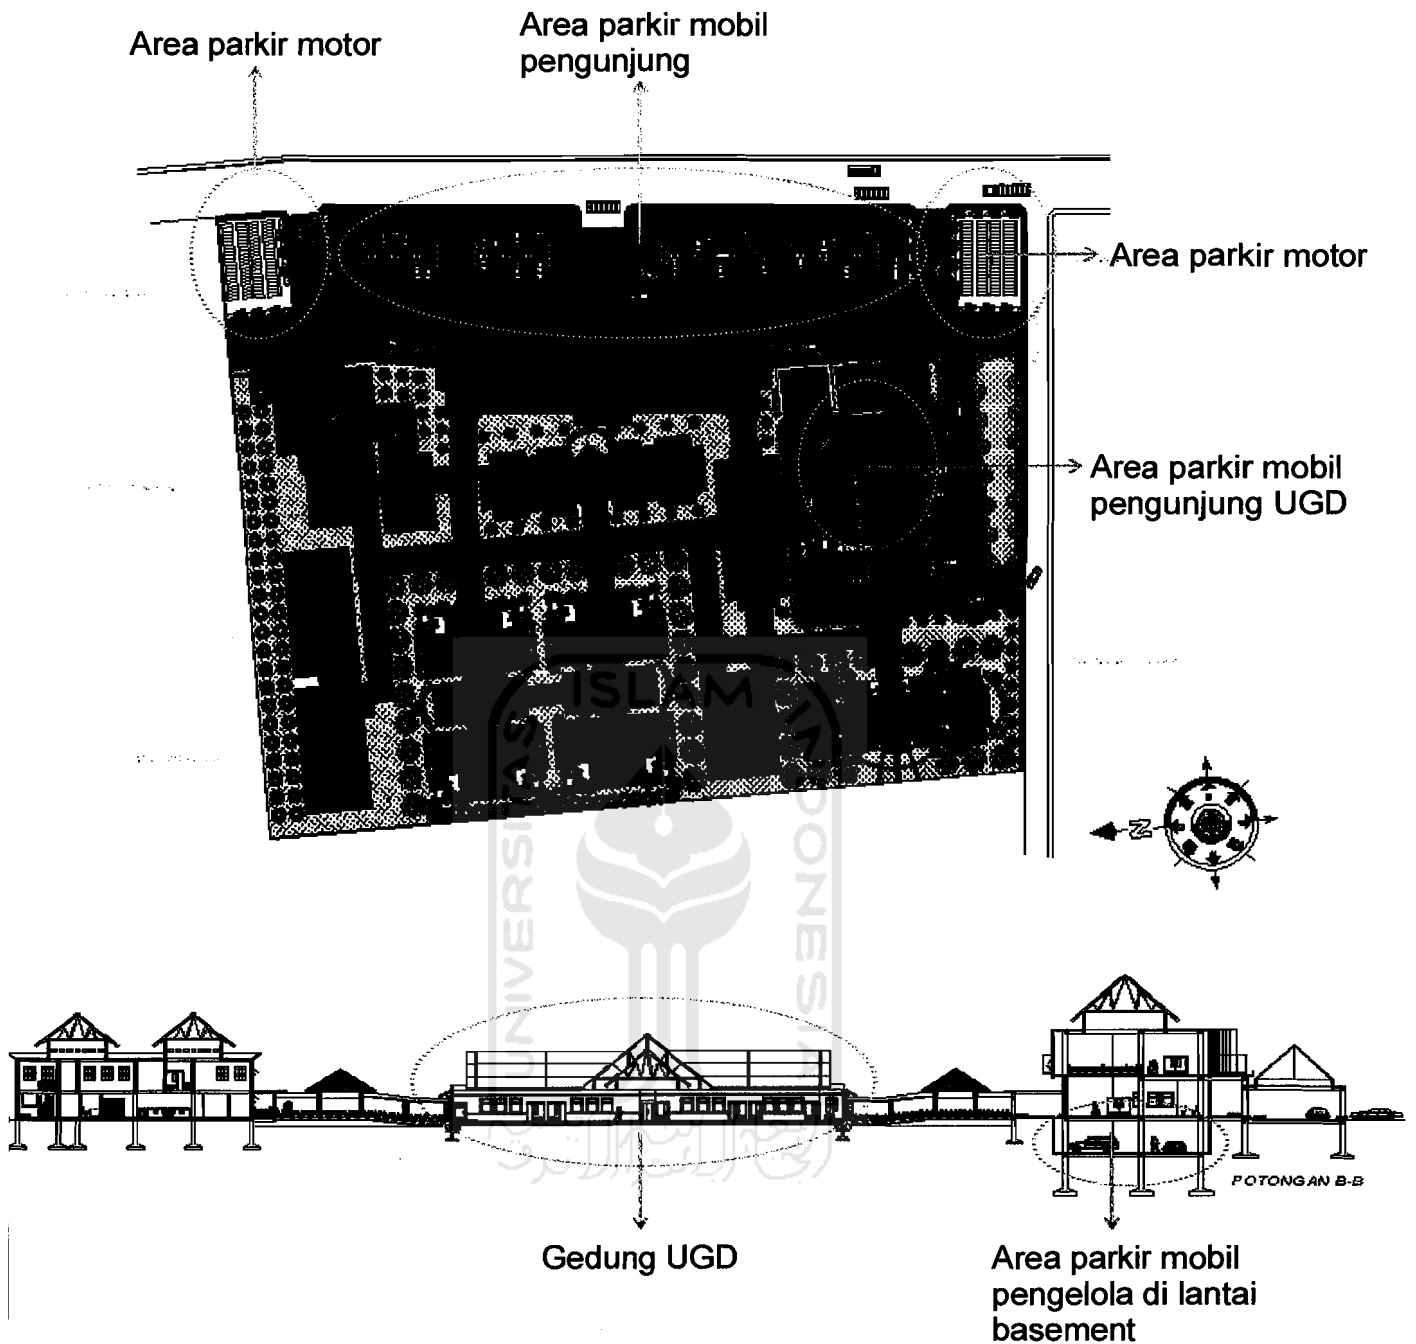 Area parkir motor
Area parkir mobil
pengunjung
Area parkir motor
Area parkir mobil
pengunjung UGD
N
UNIVERSITAS ISLAM INDONESIA
POTONGAN B-B
Gedung UGD
Area parkir mobil
pengelola di lantai
basement